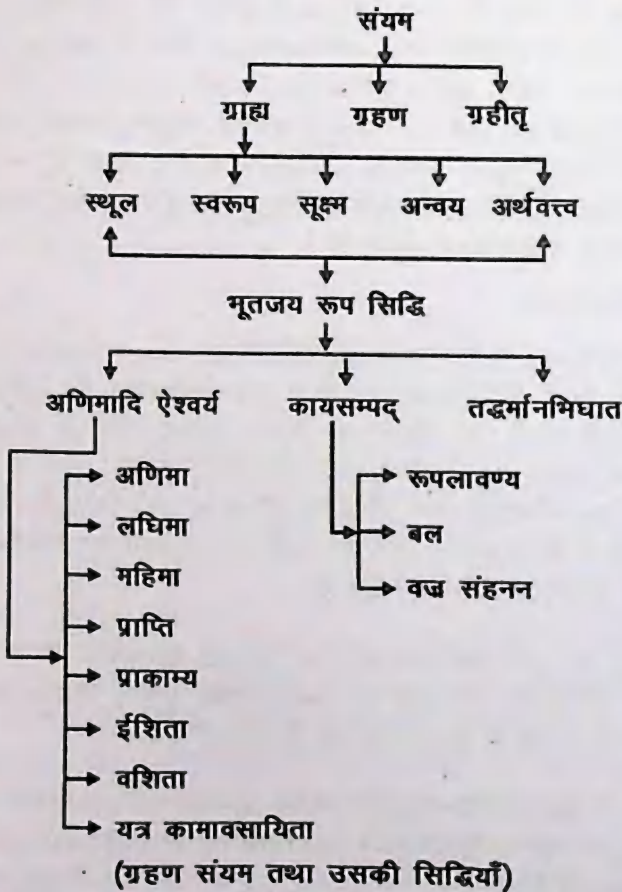 संयम
ग्राह्य ग्रहण ग्रहीतृ
स्थूल स्वरूप सूक्ष्म अन्वय अर्थवत्त्व
भूतजय रूप सिद्धि
अणिमादि ऐश्वर्य कायसम्पद् तद्धर्मानभिघात
अणिमा
लघिमा
महिमा
प्राप्ति
प्राकाम्य
ईशिता
वशिता
यत्र कामावसायिता
रूपलावण्य
बल
वज्र संहनन
(ग्रहण संयम तथा उसकी सिद्धियाँ)